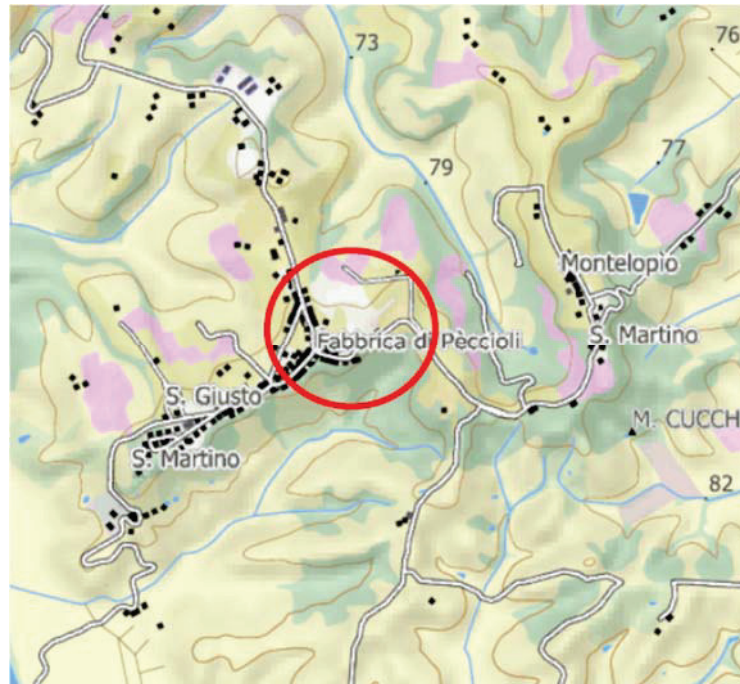 73
76
79
77
Montelopio
S. Martino
Fabbrica di Pèccioli
S. Giusto
M. CUCCH
S. Martino
82